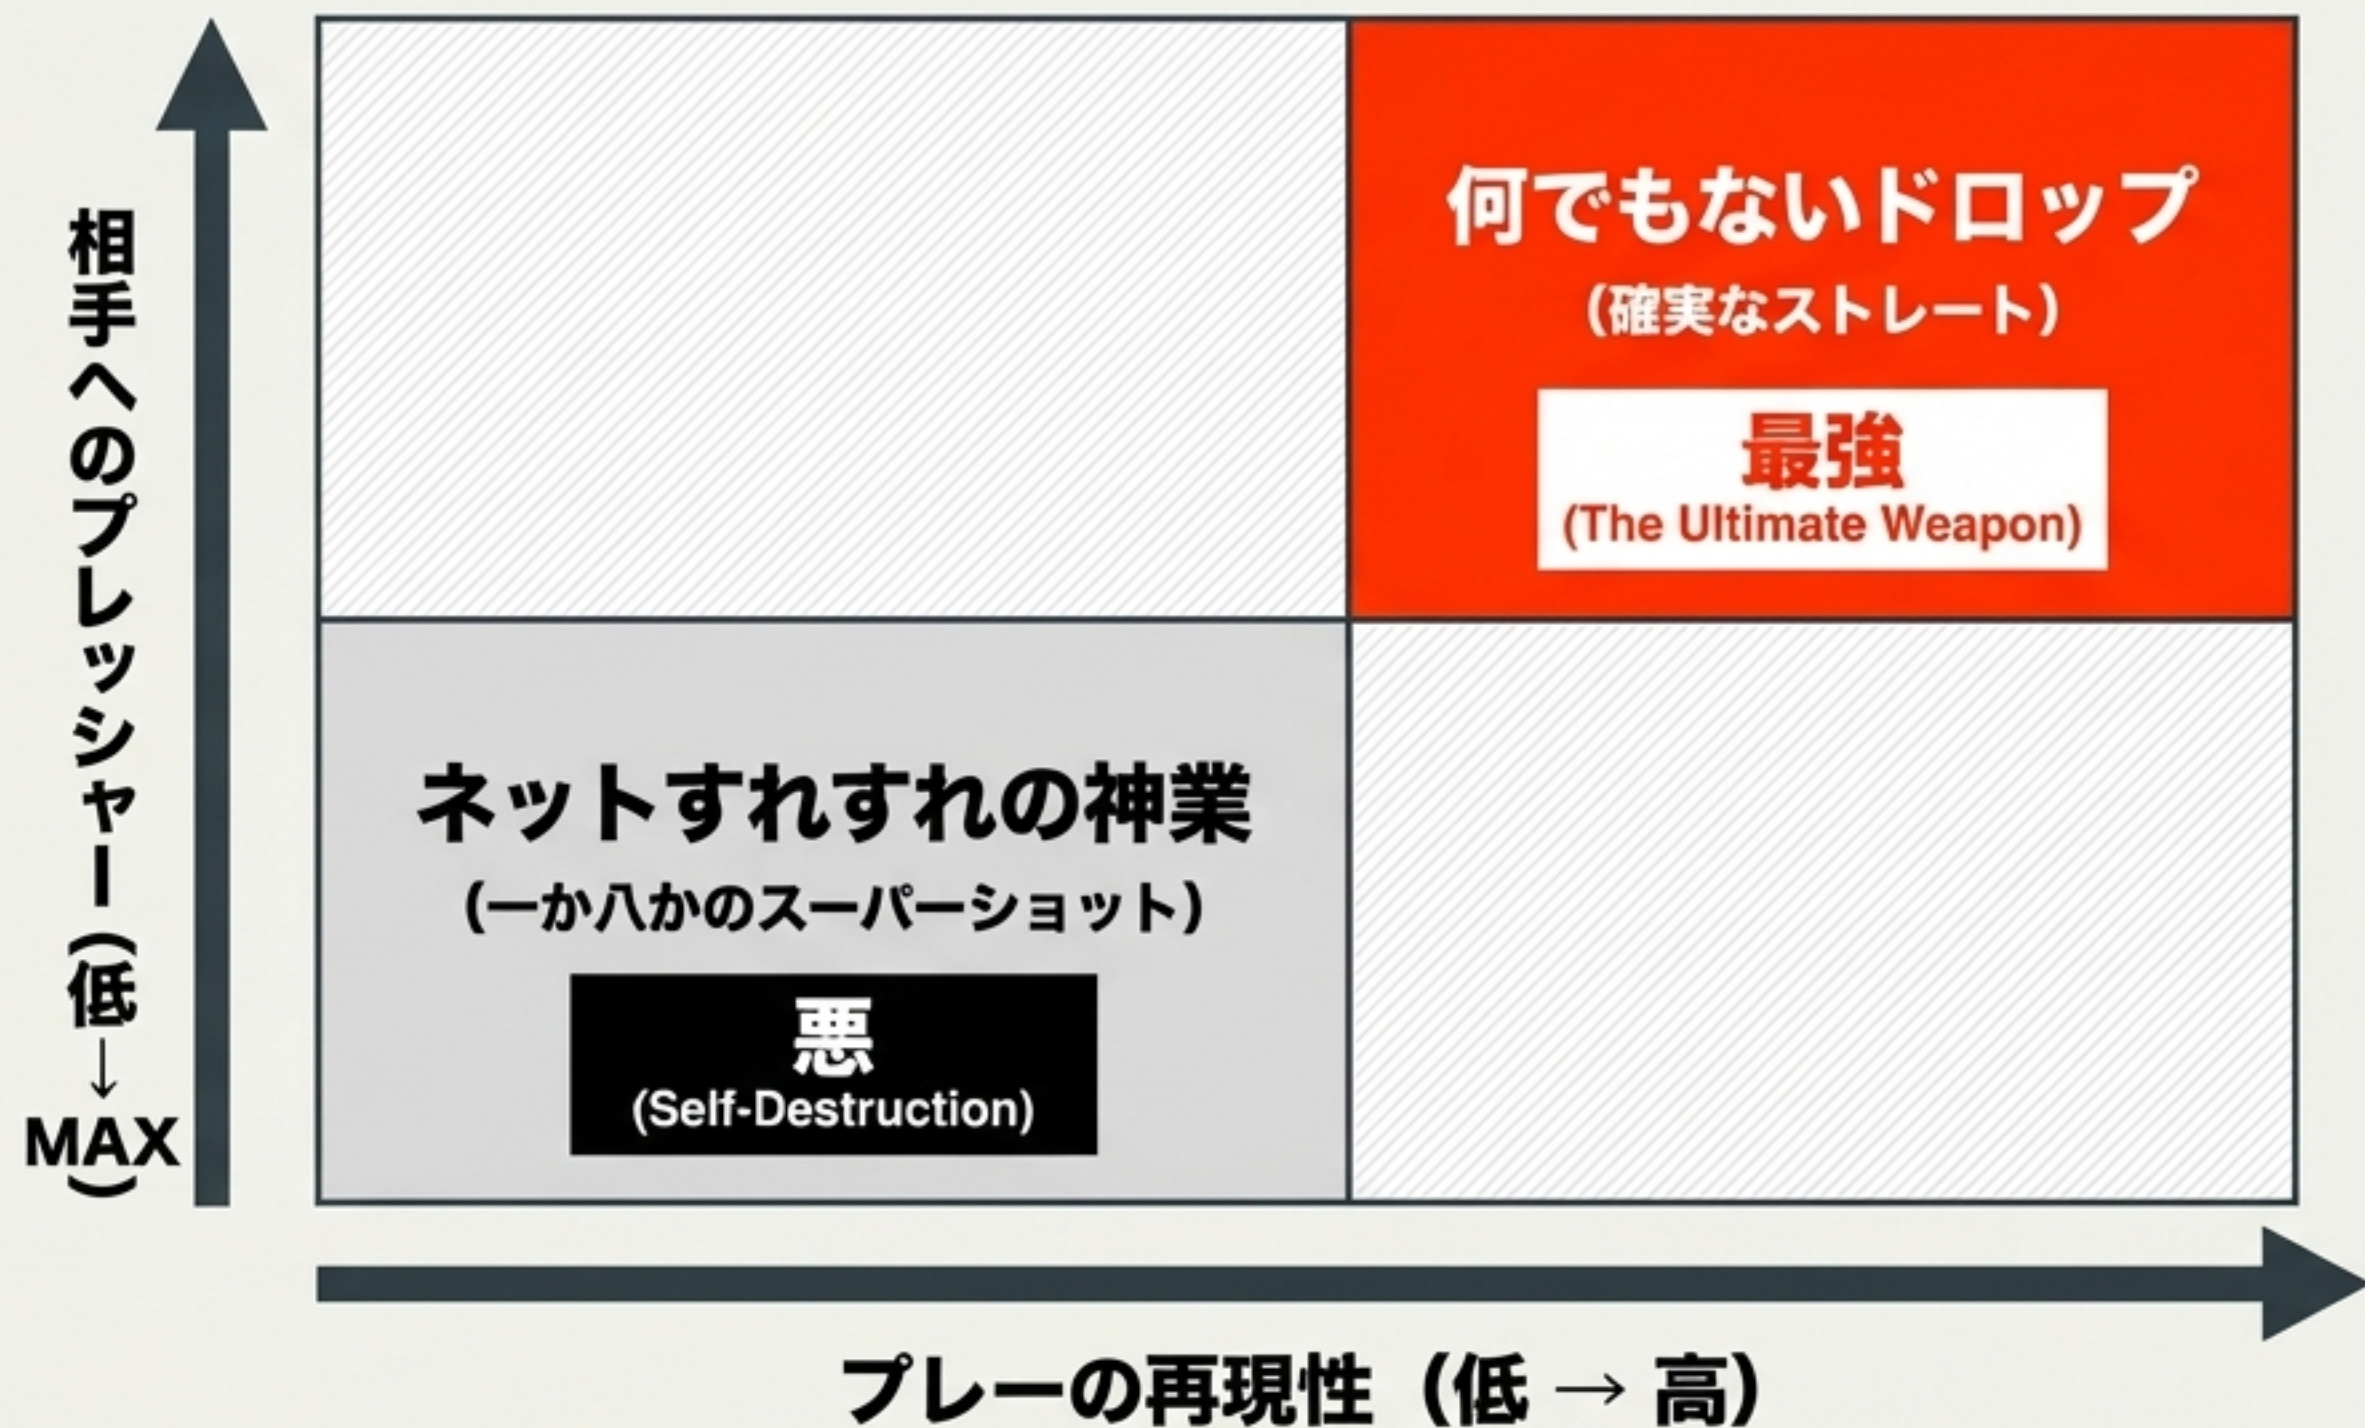 相手へのプレッシャー（低→MAX）
何でもないドロップ
（確実なストレート）
最強
(The Ultimate Weapon)
ネットすれすれの神業
（一か八かのスーパーショット）
悪
(Self-Destruction)
プレーの再現性（低 → 高）